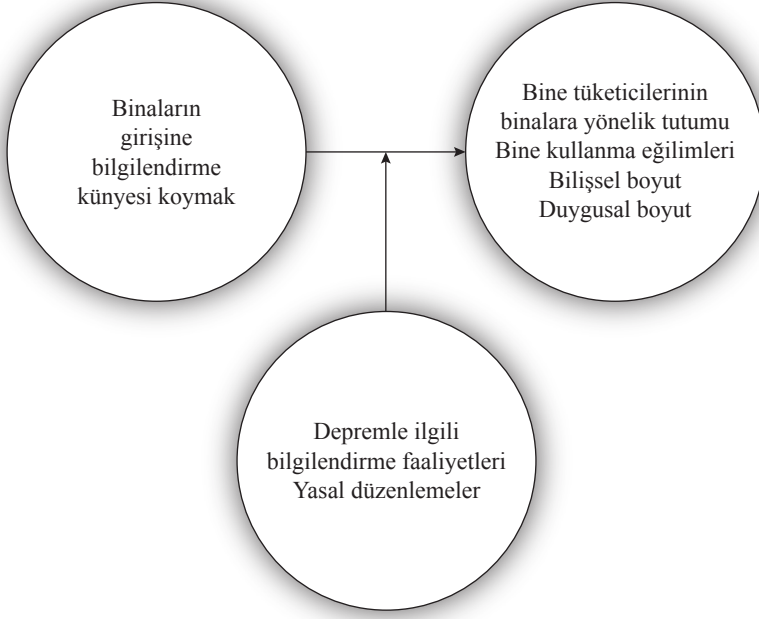 Binaların
girişine
bilgilendirme
künyesi koymak
Bine tüketicilerinin
binalara yönelik tutumu
Bine kullanma eğilimleri
Bilişsel boyut
Duygusal boyut
Depremle ilgili
bilgilendirme faaliyetleri
Yasal düzenlemeler